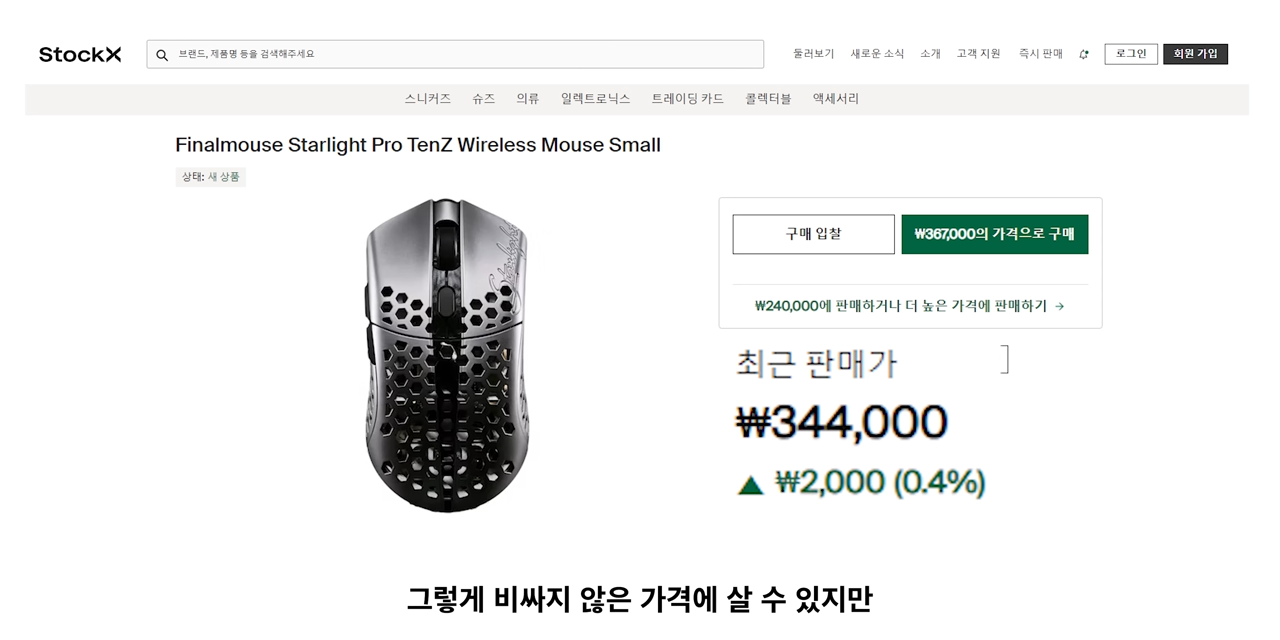 StockX
브랜드, 제품명 등을 검색해주세요
둘러보기 새로운 소식 소개 고객 지원 즉시 판매 로그인 회원 가입
스니커즈 슈즈 의류 일렉트로닉스 트레이딩 카드 콜렉터블 액세서리
Finalmouse Starlight Pro TenZ Wireless Mouse Small
상태: 새 상품
구매 입찰 ₩367,000의 가격으로 구매
₩240,000에 판매하거나 더 높은 가격에 판매하기 →
최근 판매가
₩344,000
▲ ₩2,000 (0.4%)
그렇게 비싸지 않은 가격에 살 수 있지만